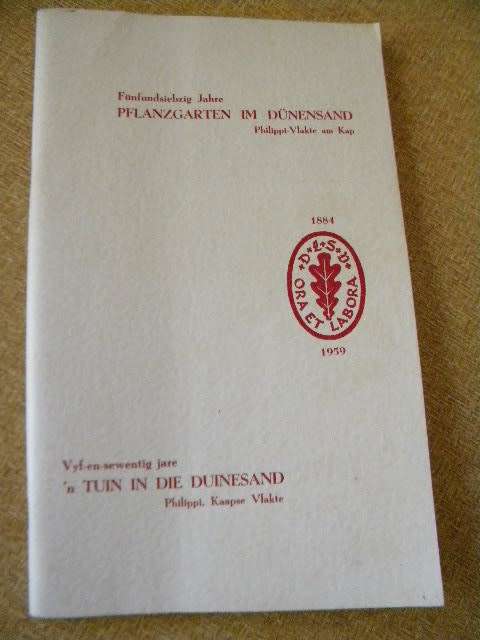 Fünfundsiebzig Jahre
PFLANZGARTEN IM DÜNENSAND
Philippi-Vlakte am Kap
1884
D·L·S·V
ORA ET LABORA
1959
Vyf-en-sewentig jare
'n TUIN IN DIE DUINESAND
Philippi, Kaapse Vlakte